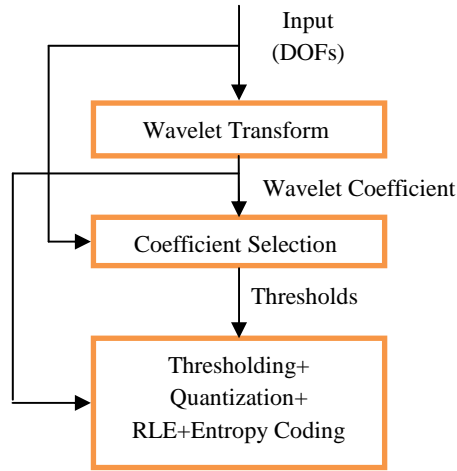 Input
(DOFs)
Wavelet Transform
Wavelet Coefficient
Coefficient Selection
Thresholds
Thresholding+
Quantization+
RLE+Entropy Coding